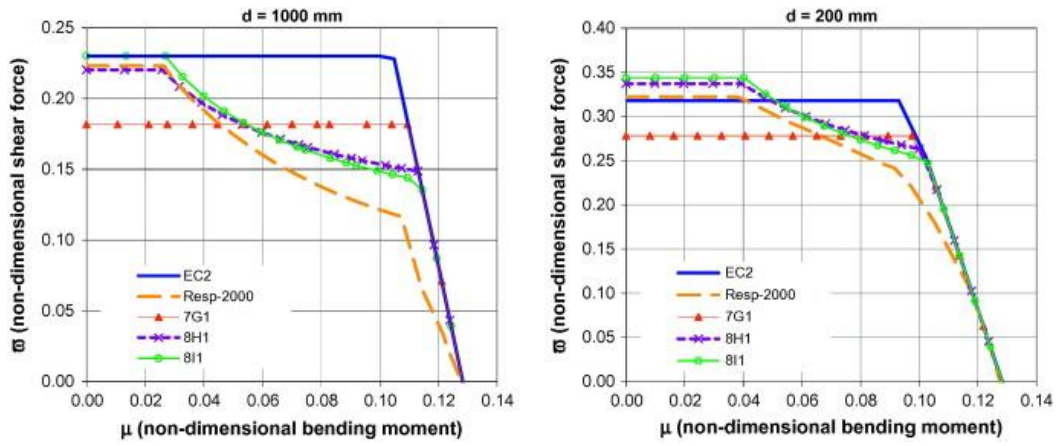 d = 1000 mm
ϖ (non-dimensional shear force)
0.25
0.20
0.15
0.10
0.05
0.00
EC2
Resp-2000
7G1
8H1
8I1
0.00 0.02 0.04 0.06 0.08 0.10 0.12 0.14
μ (non-dimensional bending moment)
d = 200 mm
ϖ (non-dimensional shear force)
0.40
0.35
0.30
0.25
0.20
0.15
0.10
0.05
0.00
EC2
Resp-2000
7G1
8H1
8I1
0.00 0.02 0.04 0.06 0.08 0.10 0.12 0.14
μ (non-dimensional bending moment)